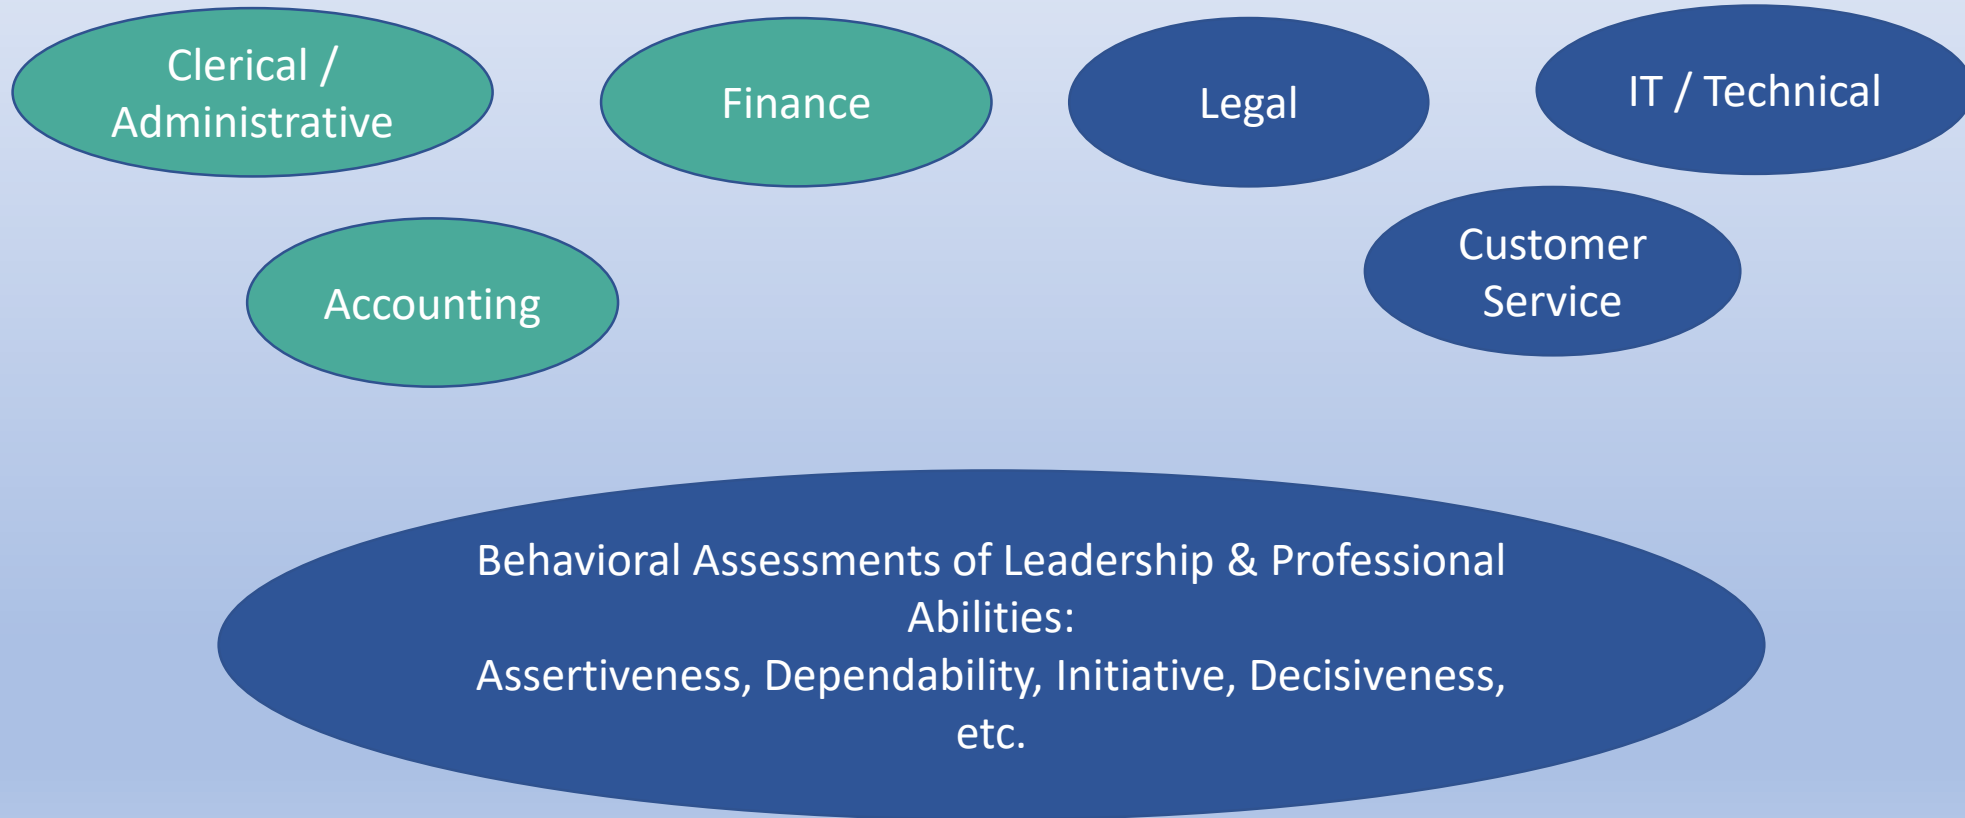 Clerical /
Administrative
Finance
Legal
IT / Technical
Accounting
Customer
Service
Behavioral Assessments of Leadership & Professional
Abilities:
Assertiveness, Dependability, Initiative, Decisiveness,
etc.